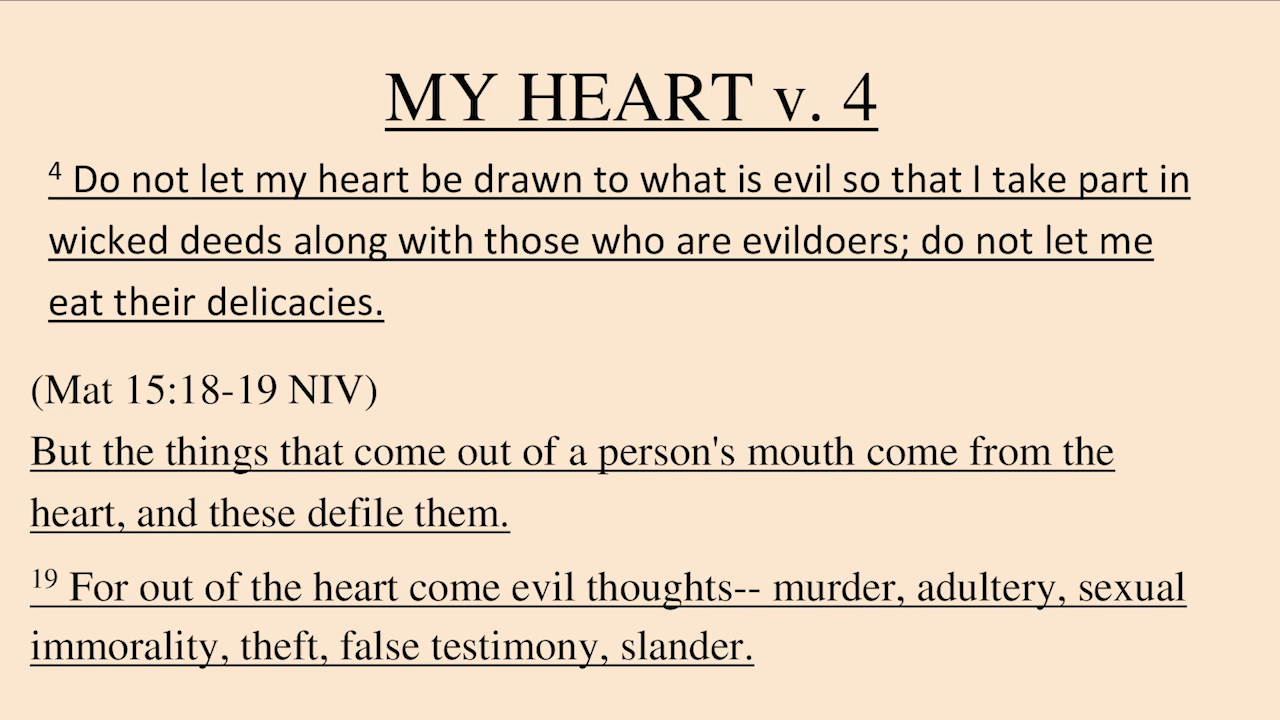 MY HEART v. 4
4 Do not let my heart be drawn to what is evil so that I take part in
wicked deeds along with those who are evildoers; do not let me
eat their delicacies.
(Mat 15:18-19 NIV)
But the things that come out of a person's mouth come from the
heart, and these defile them.
19 For out of the heart come evil thoughts-- murder, adultery, sexual
immorality, theft, false testimony, slander.